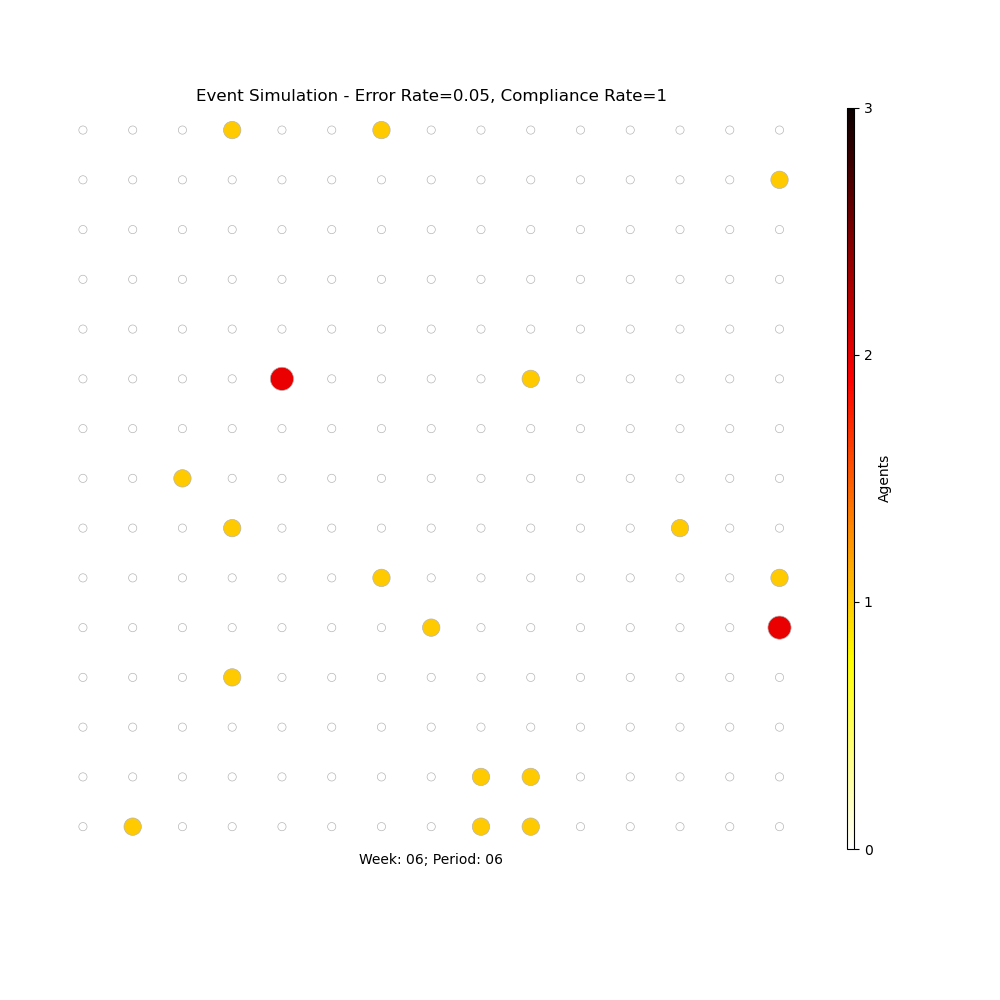 Event Simulation - Error Rate=0.05, Compliance Rate=1
3
2
Agents
1
0
Week: 06; Period: 06